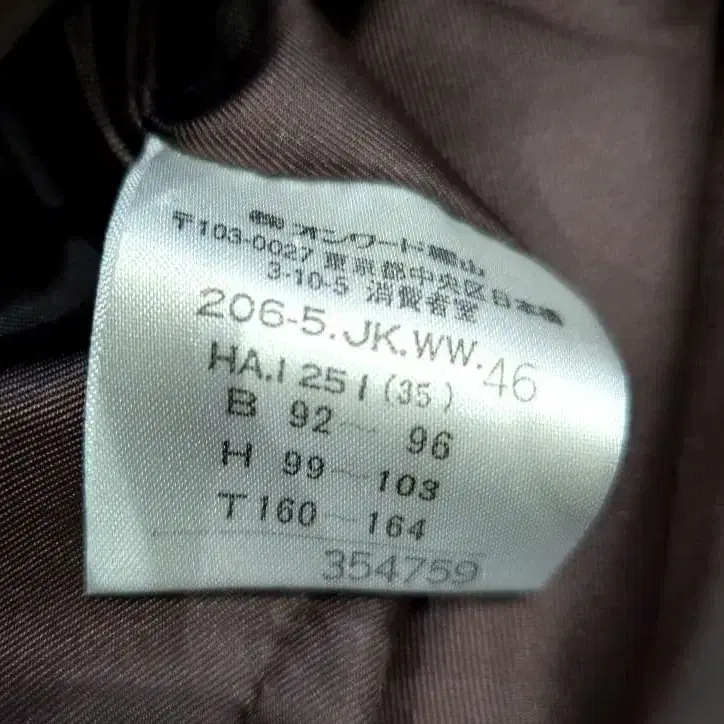 ㈱オンワード樫山
〒103-0027 東京都中央区日本橋
3-10-5 消費者室
206-5.JK.WW.46
HA.1251(35)
B 92～96
H 99～103
T 160～164
354759